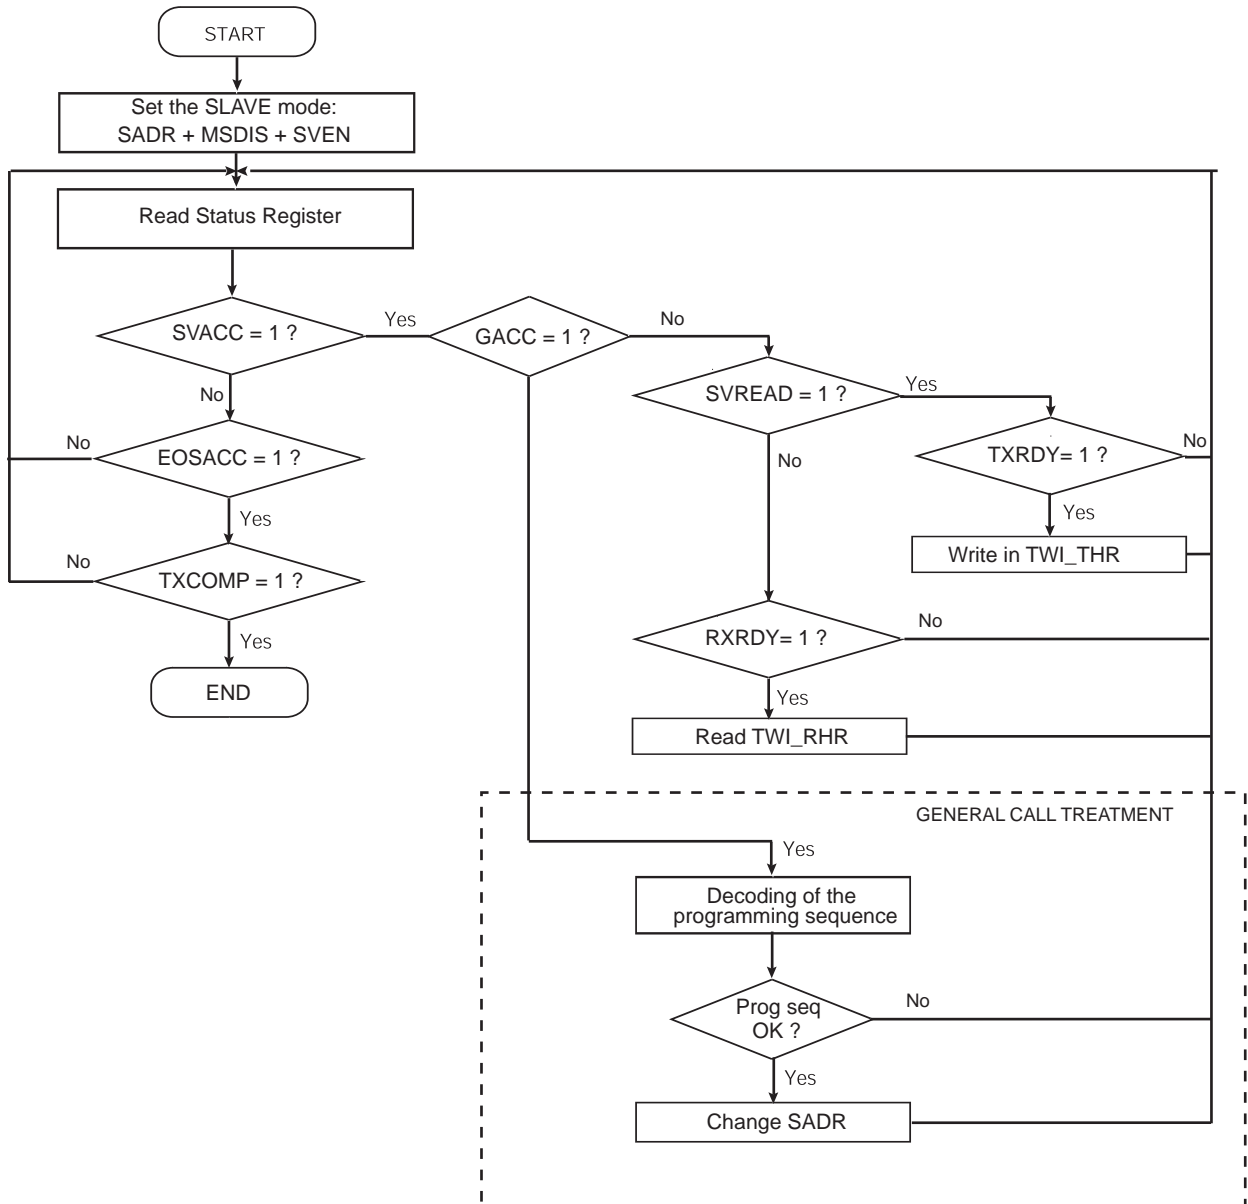 START
Set the SLAVE mode:
SADR + MSDIS + SVEN
Read Status Register
SVACC = 1 ?
Yes
GACC = 1 ?
No
SVREAD = 1 ?
Yes
No
No
EOSACC = 1 ?
No
TXRDY= 1 ?
No
Yes
Yes
Write in TWI_THR
No
TXCOMP = 1 ?
RXRDY= 1 ?
No
Yes
END
Yes
Read TWI_RHR
GENERAL CALL TREATMENT
Yes
Decoding of the
programming sequence
Prog seq
OK ?
No
Yes
Change SADR